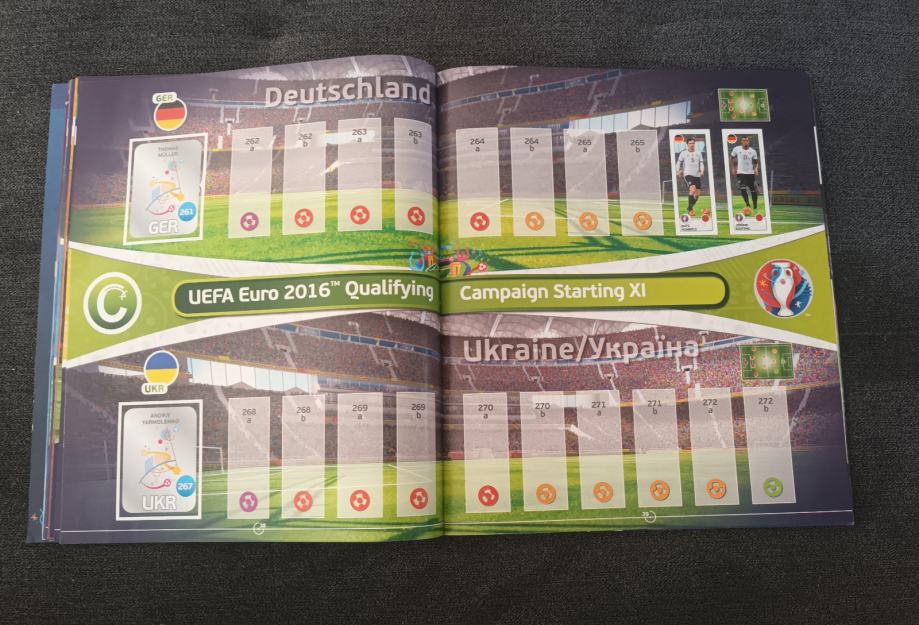 Deutschland
GER
THOMAS
MÜLLER
261
GER
262
a
262
b
263
a
263
b
264
a
264
b
265
a
265
b
UEFA Euro 2016™ Qualifying Campaign Starting XI
Ukraine/Україна
UKR
ANDRIY
YARMOLENKO
267
UKR
268
a
268
b
269
a
269
b
270
a
270
b
271
a
271
b
272
a
272
b
38
39